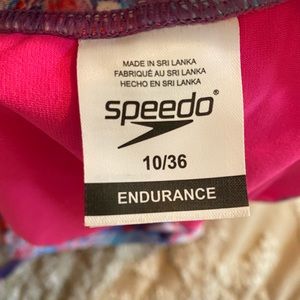 MADE IN SRI LANKA
FABRIQUÉ AU SRI LANKA
HECHO EN SRI LANKA
speedo®
10/36
ENDURANCE